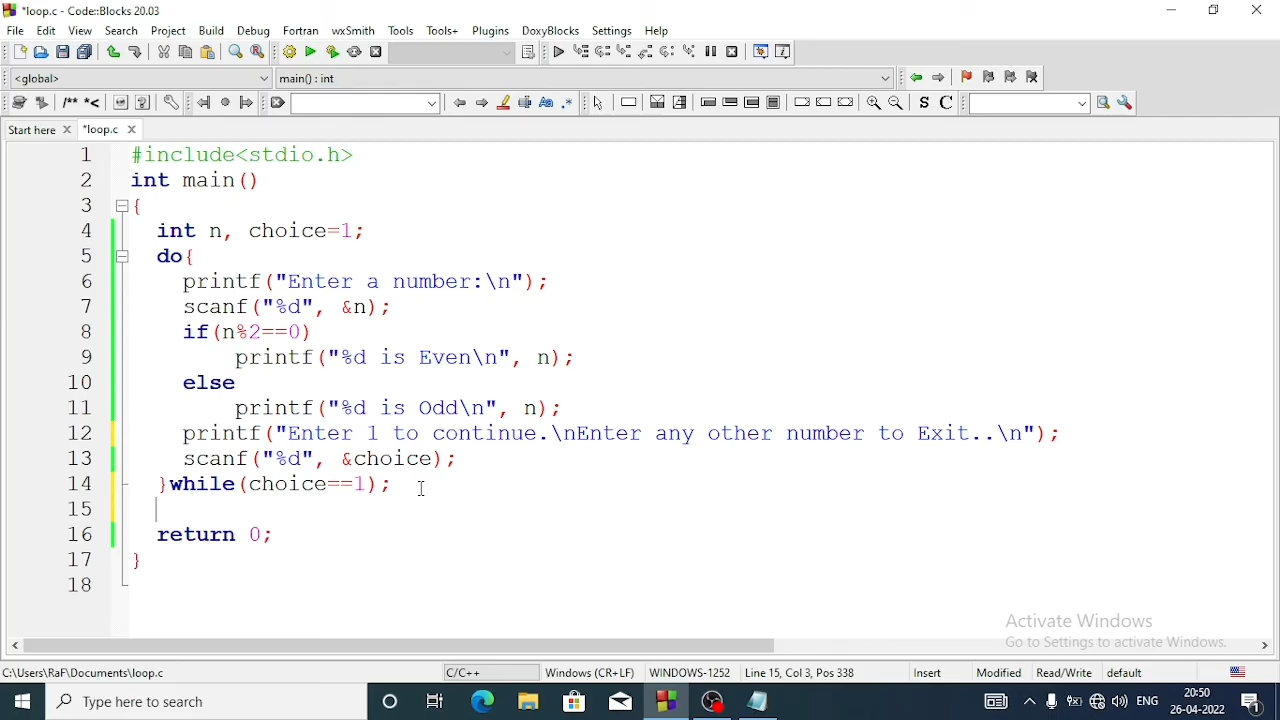 *loop.c - Code::Blocks 20.03
File Edit View Search Project Build Debug Fortran wxSmith Tools Tools+ Plugins DoxyBlocks Settings Help
<global> main() : int
/** *<
S C
Start here *loop.c
1 #include<stdio.h>
2 int main()
3 {
4 int n, choice=1;
5 do{
6 printf("Enter a number:\n");
7 scanf("%d", &n);
8 if(n%2==0)
9 printf("%d is Even\n", n);
10 else
11 printf("%d is Odd\n", n);
12 printf("Enter 1 to continue.\nEnter any other number to Exit..\n");
13 scanf("%d", &choice);
14 }while(choice==1);
15
16 return 0;
17 }
18
Activate Windows
Go to Settings to activate Windows.
C:\Users\RaF\Documents\loop.c C/C++ Windows (CR+LF) WINDOWS-1252 Line 15, Col 3, Pos 338 Insert Modified Read/Write default
Type here to search ENG 20:50
26-04-2022 1